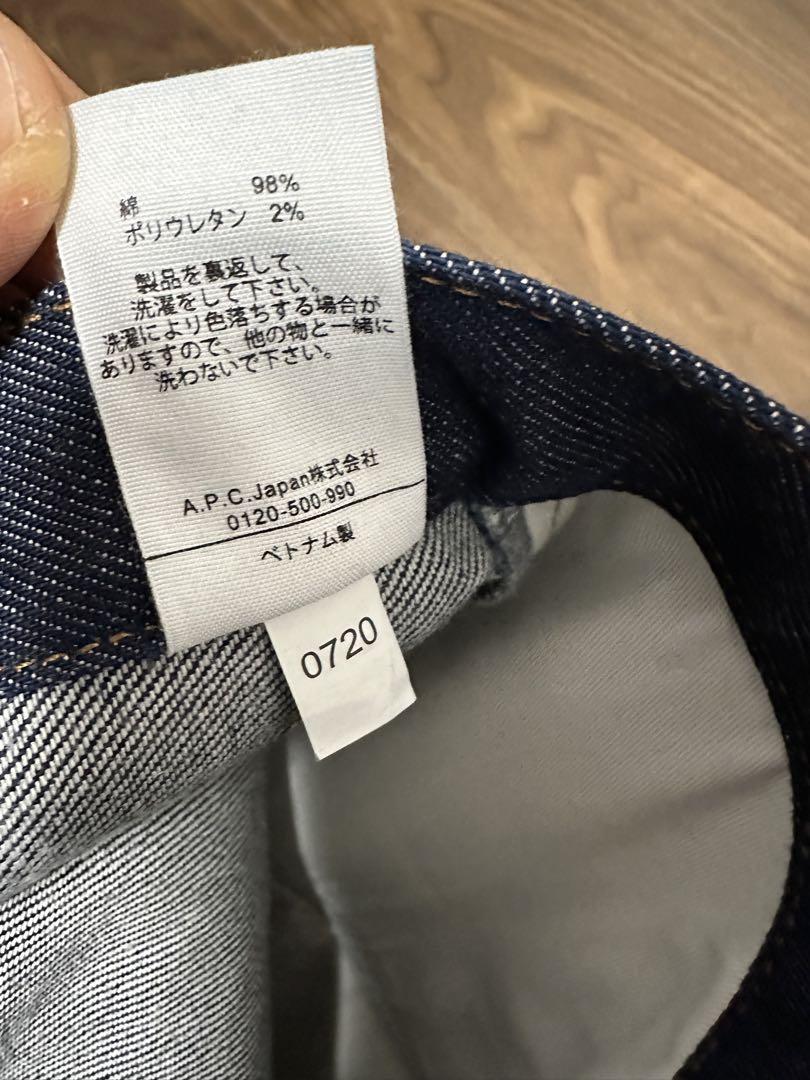 綿 98%
ポリウレタン 2%
製品を裏返して、
洗濯をして下さい。
洗濯により色落ちする場合が
ありますので、他の物と一緒に
洗わないで下さい。
A.P.C.Japan株式会社
0120-500-990
ベトナム製
0720